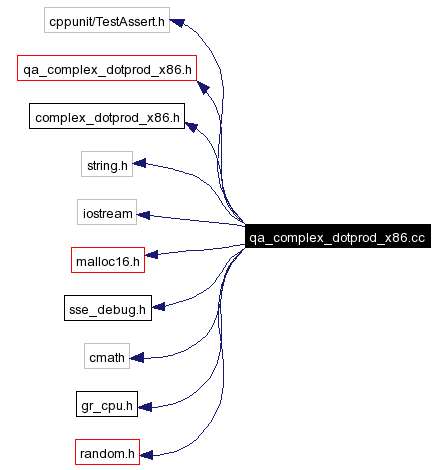 cppunit/TestAssert.h
qa_complex_dotprod_x86.h
complex_dotprod_x86.h
string.h
iostream
qa_complex_dotprod_x86.cc
malloc16.h
sse_debug.h
cmath
gr_cpu.h
random.h